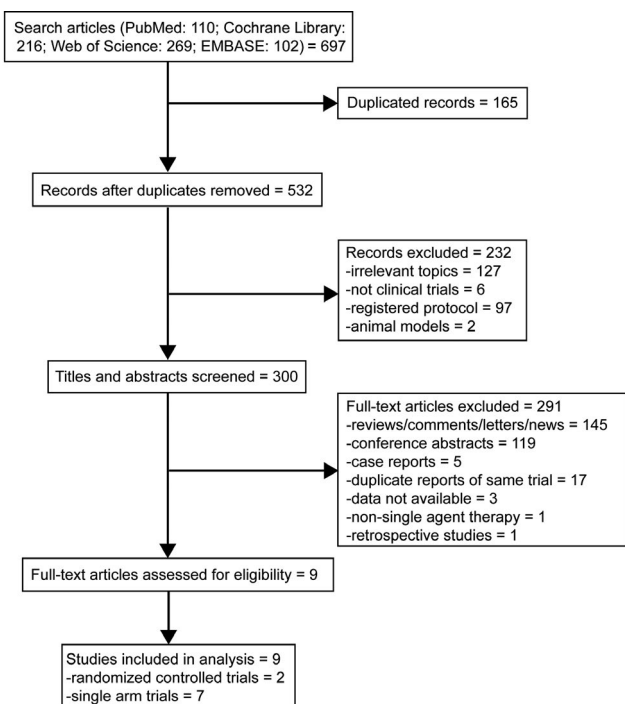 Search articles (PubMed: 110; Cochrane Library:
216; Web of Science: 269; EMBASE: 102) = 697
Duplicated records = 165
Records after duplicates removed = 532
Records excluded = 232
-irrelevant topics = 127
-not clinical trials = 6
-registered protocol = 97
-animal models = 2
Titles and abstracts screened = 300
Full-text articles excluded = 291
-reviews/comments/letters/news = 145
-conference abstracts = 119
-case reports = 5
-duplicate reports of same trial = 17
-data not available = 3
-non-single agent therapy = 1
-retrospective studies = 1
Full-text articles assessed for eligibility = 9
Studies included in analysis = 9
-randomized controlled trials = 2
-single arm trials = 7